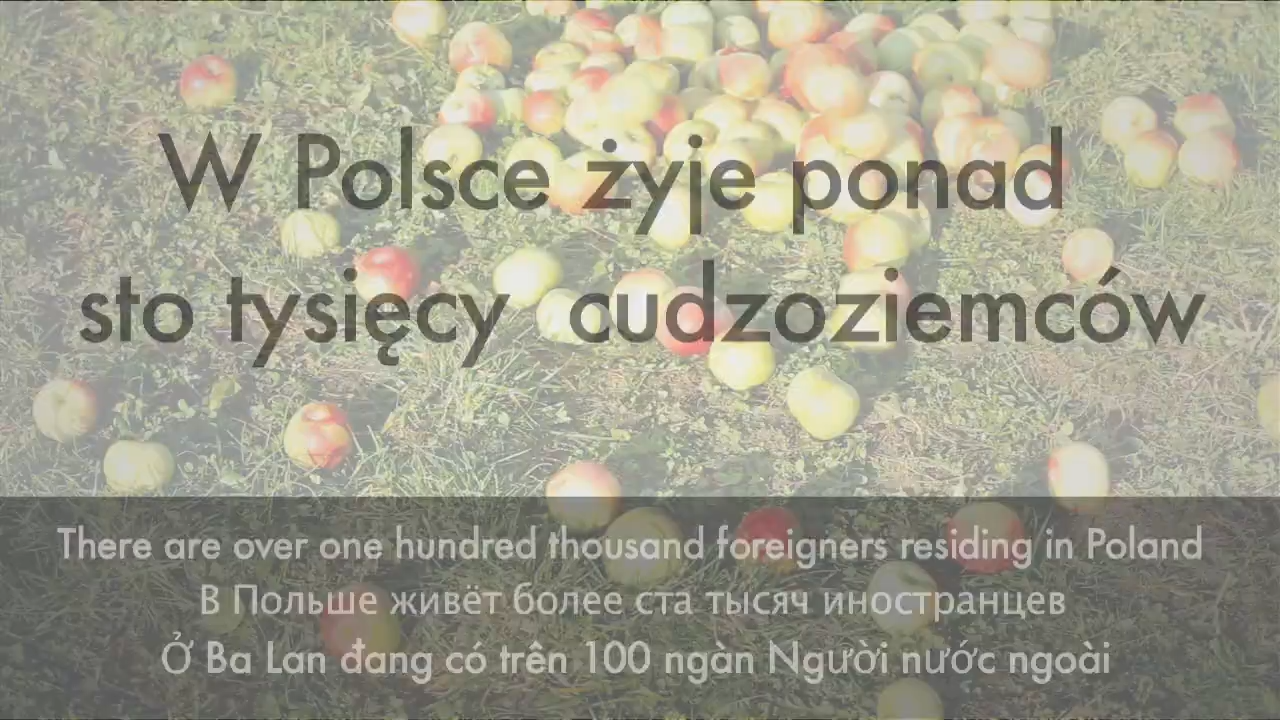 W Polsce żyje ponad
sto tysięcy cudzoziemców
There are over one hundred thousand foreigners residing in Poland
В Польше живёт более ста тысяч иностранцев
Ở Ba Lan đang có trên 100 ngàn Người nước ngoài